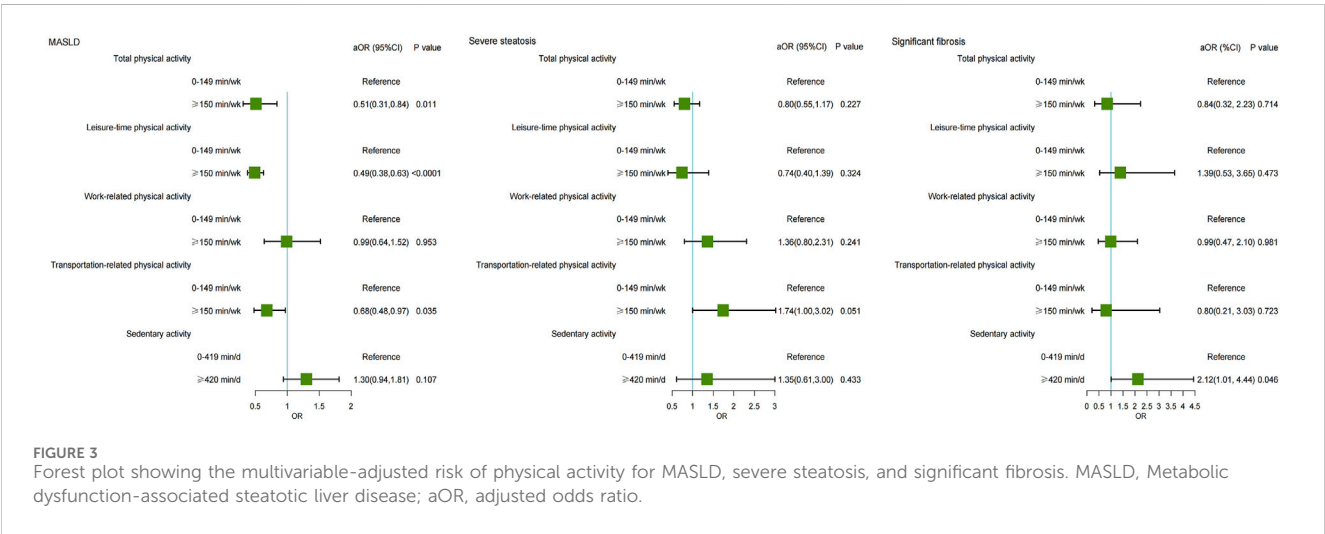 MASLD
aOR (95%CI) P value
Total physical activity
0-149 min/wk Reference
⩾150 min/wk 0.51(0.31,0.84) 0.011
Leisure-time physical activity
0-149 min/wk Reference
⩾150 min/wk 0.49(0.38,0.63) <0.0001
Work-related physical activity
0-149 min/wk Reference
⩾150 min/wk 0.99(0.64,1.52) 0.953
Transportation-related physical activity
0-149 min/wk Reference
⩾150 min/wk 0.68(0.48,0.97) 0.035
Sedentary activity
0-419 min/d Reference
⩾420 min/d 1.30(0.94,1.81) 0.107
0.5 1 1.5 2
OR
Severe steatosis
aOR (95%CI) P value
Total physical activity
0-149 min/wk Reference
⩾150 min/wk 0.80(0.55,1.17) 0.227
Leisure-time physical activity
0-149 min/wk Reference
⩾150 min/wk 0.74(0.40,1.39) 0.324
Work-related physical activity
0-149 min/wk Reference
⩾150 min/wk 1.36(0.80,2.31) 0.241
Transportation-related physical activity
0-149 min/wk Reference
⩾150 min/wk 1.74(1.00,3.02) 0.051
Sedentary activity
0-419 min/d Reference
⩾420 min/d 1.35(0.61,3.00) 0.433
0.5 1 1.5 2 2.5 3
OR
Significant fibrosis
aOR (%CI) P value
Total physical activity
0-149 min/wk Reference
⩾150 min/wk 0.84(0.32, 2.23) 0.714
Leisure-time physical activity
0-149 min/wk Reference
⩾150 min/wk 1.39(0.53, 3.65) 0.473
Work-related physical activity
0-149 min/wk Reference
⩾150 min/wk 0.99(0.47, 2.10) 0.981
Transportation-related physical activity
0-149 min/wk Reference
⩾150 min/wk 0.80(0.21, 3.03) 0.723
Sedentary activity
0-419 min/d Reference
⩾420 min/d 2.12(1.01, 4.44) 0.046
0 0.5 1 1.5 2 2.5 3 3.5 4 4.5
OR
FIGURE 3
Forest plot showing the multivariable-adjusted risk of physical activity for MASLD, severe steatosis, and significant fibrosis. MASLD, Metabolic
dysfunction-associated steatotic liver disease; aOR, adjusted odds ratio.